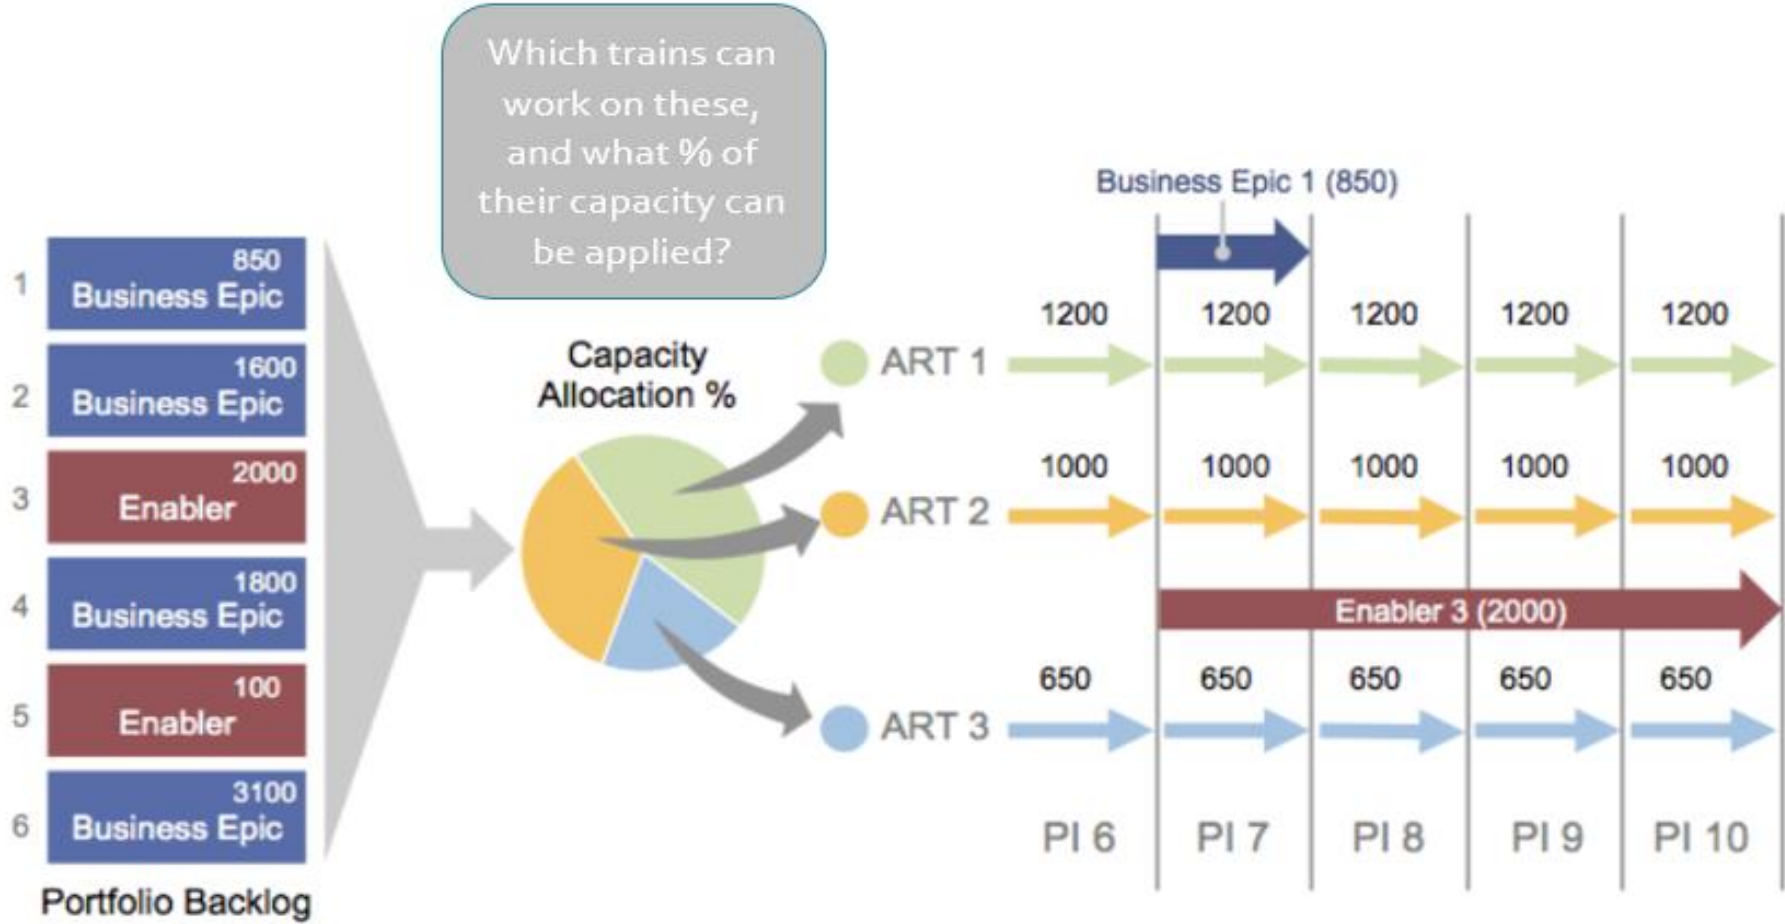 Which trains can
work on these,
and what % of
their capacity can
be applied?
1
850
Business Epic
2
1600
Business Epic
3
2000
Enabler
4
1800
Business Epic
5
100
Enabler
6
3100
Business Epic
Portfolio Backlog
Capacity
Allocation %
Business Epic 1 (850)
ART 1
1200 1200 1200 1200 1200
ART 2
1000 1000 1000 1000 1000
Enabler 3 (2000)
ART 3
650 650 650 650 650
PI 6 PI 7 PI 8 PI 9 PI 10